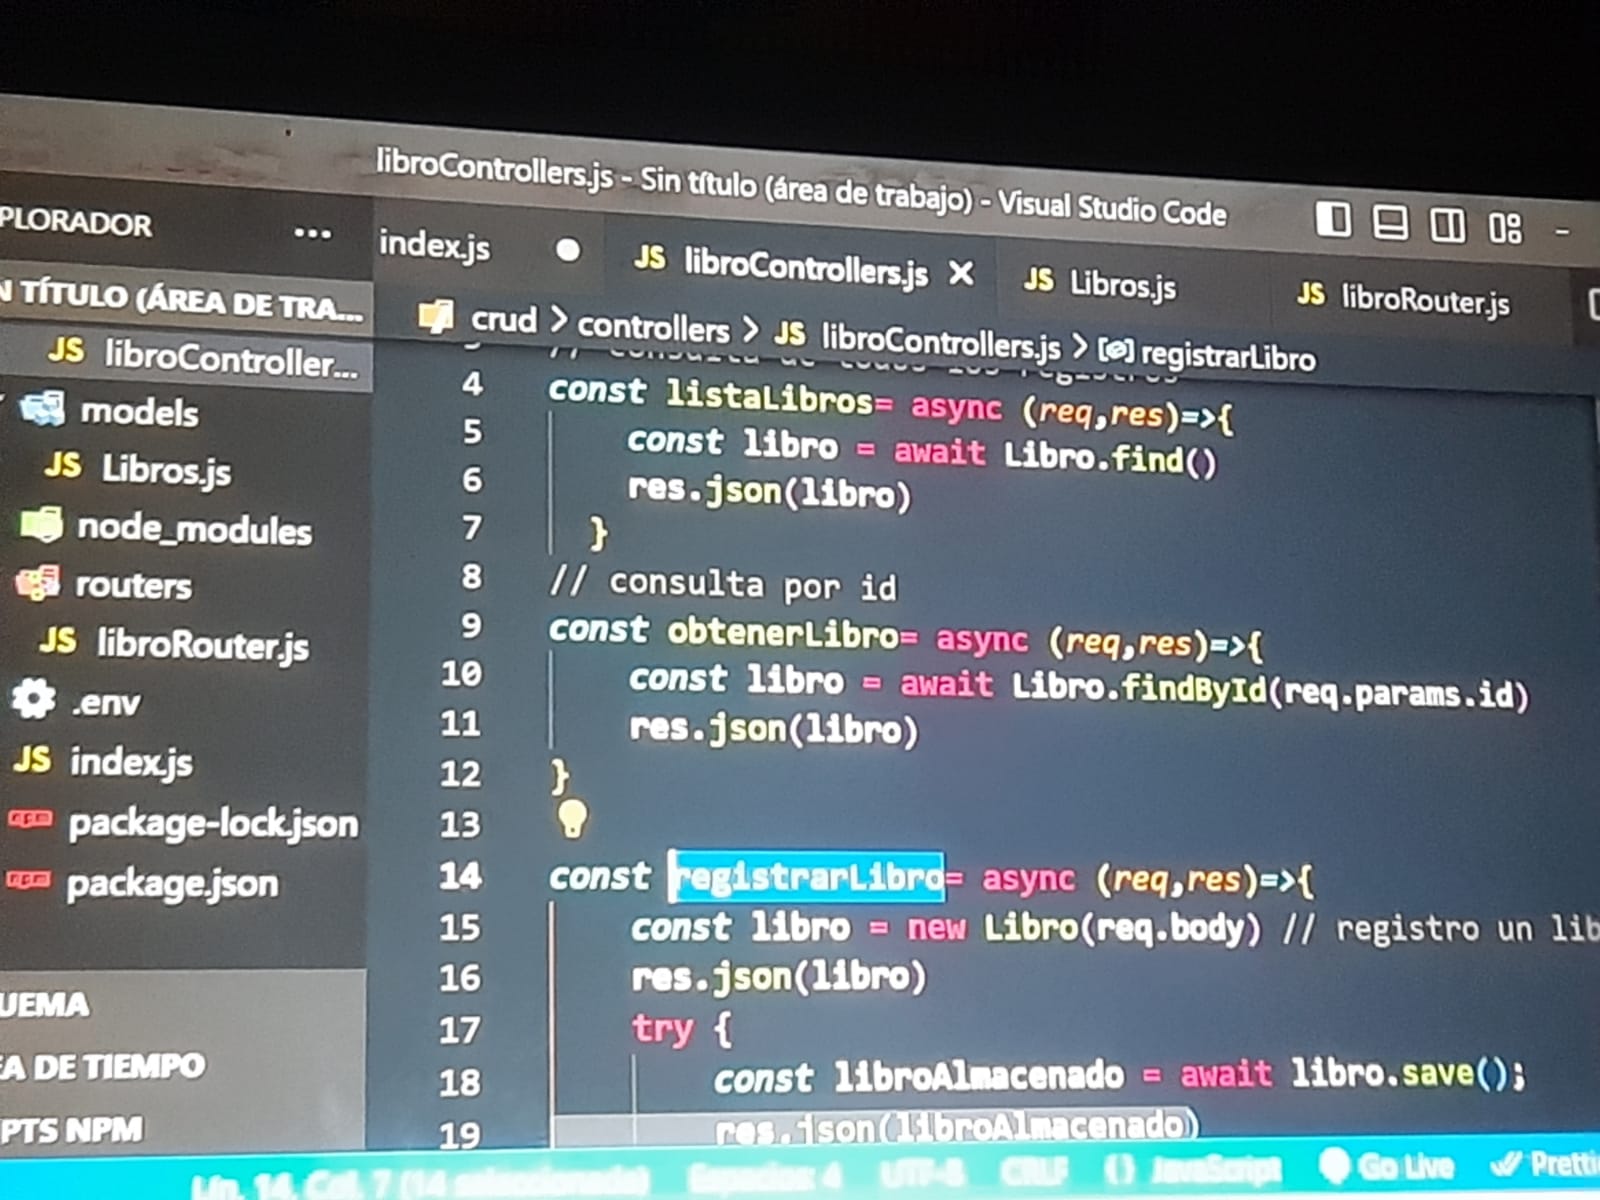 libroControllers.js - Sin título (área de trabajo) - Visual Studio Code
PLORADOR ...
index.js
JS libroControllers.js
JS Libros.js
JS libroRouter.js
N TÍTULO (ÁREA DE TRA...
crud > controllers > JS libroControllers.js > registrarLibro
JS libroController...
models
JS Libros.js
node_modules
routers
JS libroRouter.js
.env
JS index.js
package-lock.json
package.json
UEMA
EA DE TIEMPO
PTS NPM
// consulta de todos los registros
4 const listaLibros= async (req,res)=>{
5 const libro = await Libro.find()
6 res.json(libro)
7 }
8 // consulta por id
9 const obtenerLibro= async (req,res)=>{
10 const libro = await Libro.findById(req.params.id)
11 res.json(libro)
12 }
13
14 const registrarLibro= async (req,res)=>{
15 const libro = new Libro(req.body) // registro un lib
16 res.json(libro)
17 try {
18 const libroAlmacenado = await libro.save();
19 res.json(libroAlmacenado)
Lín. 14, Col. 7 (14 seleccionada) Espacios: 4 UTF-8 CRLF {} JavaScript Go Live Pretti